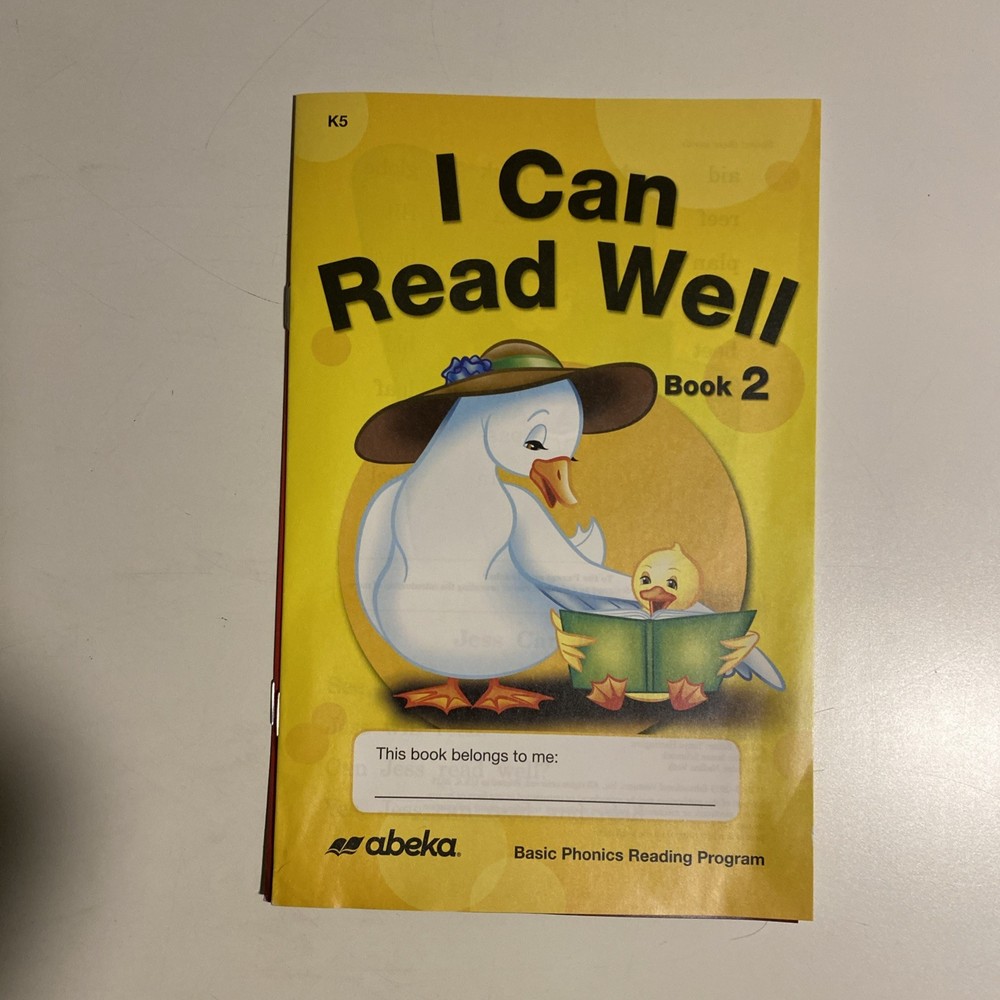 K5
I Can
Read Well
Book 2
This book belongs to me:
abeka®
Basic Phonics Reading Program